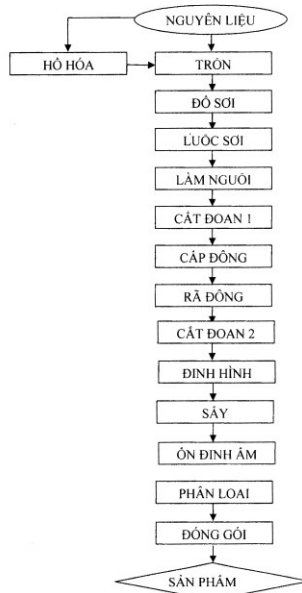 NGUYÊN LIỆU
HỒ HÓA
TRỘN
ĐỔ SỢI
LUỘC SỢI
LÀM NGUỘI
CẮT ĐOẠN 1
CẤP ĐÔNG
RÃ ĐÔNG
CẮT ĐOẠN 2
ĐỊNH HÌNH
SẤY
ỔN ĐỊNH ẨM
PHÂN LOẠI
ĐÓNG GÓI
SẢN PHẨM